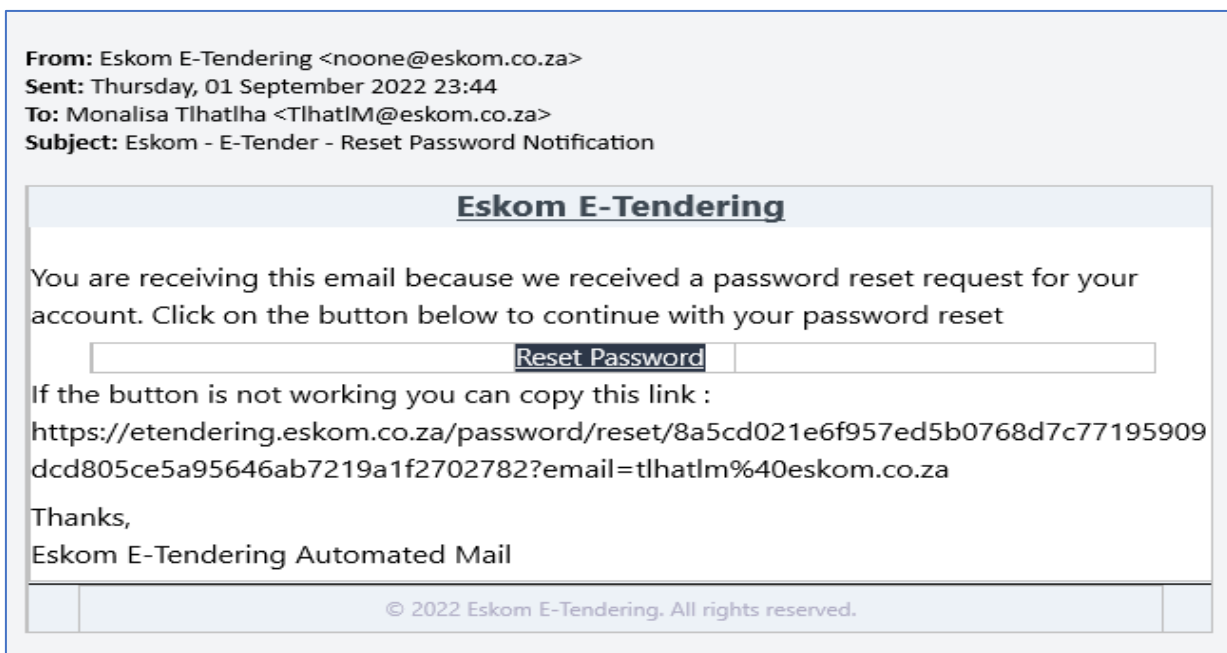 From: Eskom E-Tendering <noone@eskom.co.za>
Sent: Thursday, 01 September 2022 23:44
To: Monalisa Tlhatlha <TlhatlM@eskom.co.za>
Subject: Eskom - E-Tender - Reset Password Notification
Eskom E-Tendering
You are receiving this email because we received a password reset request for your
account. Click on the button below to continue with your password reset
Reset Password
If the button is not working you can copy this link :
https://etendering.eskom.co.za/password/reset/8a5cd021e6f957ed5b0768d7c77195909
dcd805ce5a95646ab7219a1f2702782?email=tlhatlm%40eskom.co.za
Thanks,
Eskom E-Tendering Automated Mail
© 2022 Eskom E-Tendering. All rights reserved.